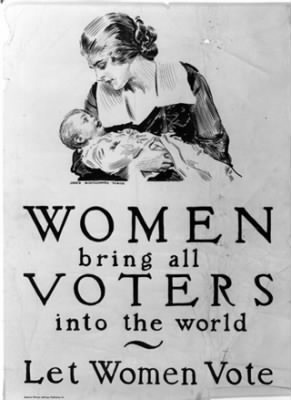 WOMEN
bring all
VOTERS
into the world
Let Women Vote